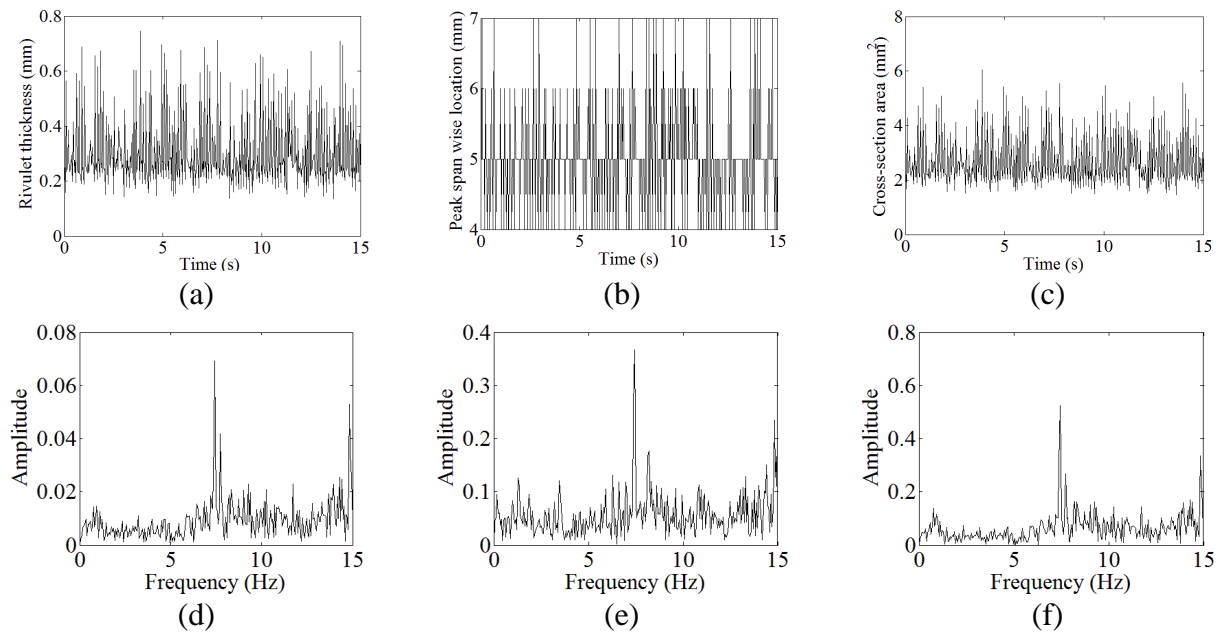 Rivulet thickness (mm)
0.8
0.6
0.4
0.2
0
0
5
10
15
Time (s)
(a)
Peak span wise location (mm)
7
6
5
4
0
5
10
15
Time (s)
(b)
Cross-section area (mm²)
8
6
4
2
0
0
5
10
15
Time (s)
(c)
Amplitude
0.08
0.06
0.04
0.02
0
0
5
10
15
Frequency (Hz)
(d)
Amplitude
0.4
0.3
0.2
0.1
0
0
5
10
15
Frequency (Hz)
(e)
Amplitude
0.8
0.6
0.4
0.2
0
0
5
10
15
Frequency (Hz)
(f)